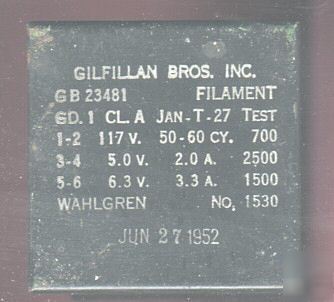 GILFILLAN BROS. INC.
GB 23481 FILAMENT
GD. 1 CL. A JAN-T-27 TEST
1-2 117 V. 50-60 CY. 700
3-4 5.0 V. 2.0 A. 2500
5-6 6.3 V. 3.3 A. 1500
WAHLGREN NO. 1530
JUN 27 1952